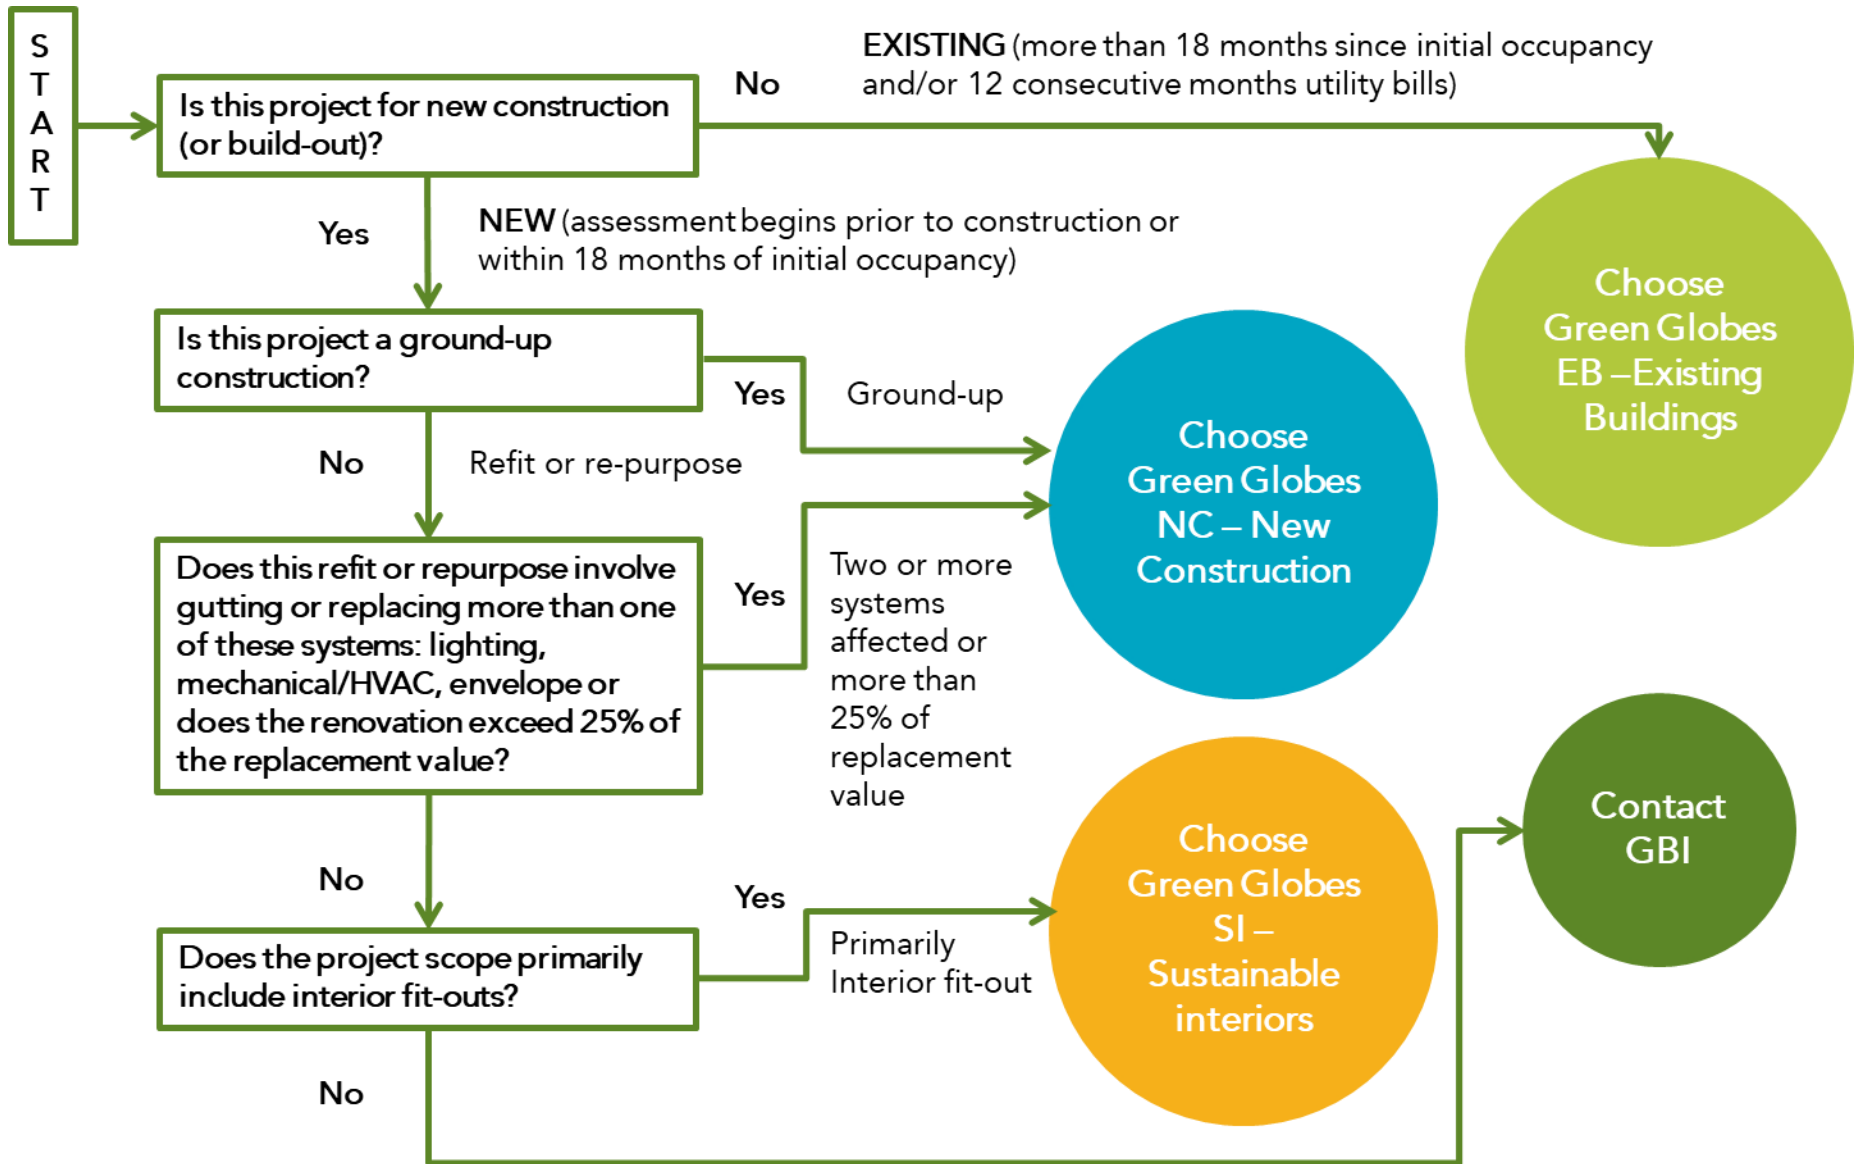 START
Is this project for new construction
(or build-out)?
No
EXISTING (more than 18 months since initial occupancy
and/or 12 consecutive months utility bills)
Yes
NEW (assessment begins prior to construction or
within 18 months of initial occupancy)
Choose
Green Globes
EB –Existing
Buildings
Is this project a ground-up
construction?
Yes
Ground-up
No
Refit or re-purpose
Choose
Green Globes
NC – New
Construction
Does this refit or repurpose involve
gutting or replacing more than one
of these systems: lighting,
mechanical/HVAC, envelope or
does the renovation exceed 25% of
the replacement value?
Yes
Two or more
systems
affected or
more than
25% of
replacement
value
No
Does the project scope primarily
include interior fit-outs?
Yes
Primarily
Interior fit-out
Choose
Green Globes
SI –
Sustainable
interiors
No
Contact
GBI